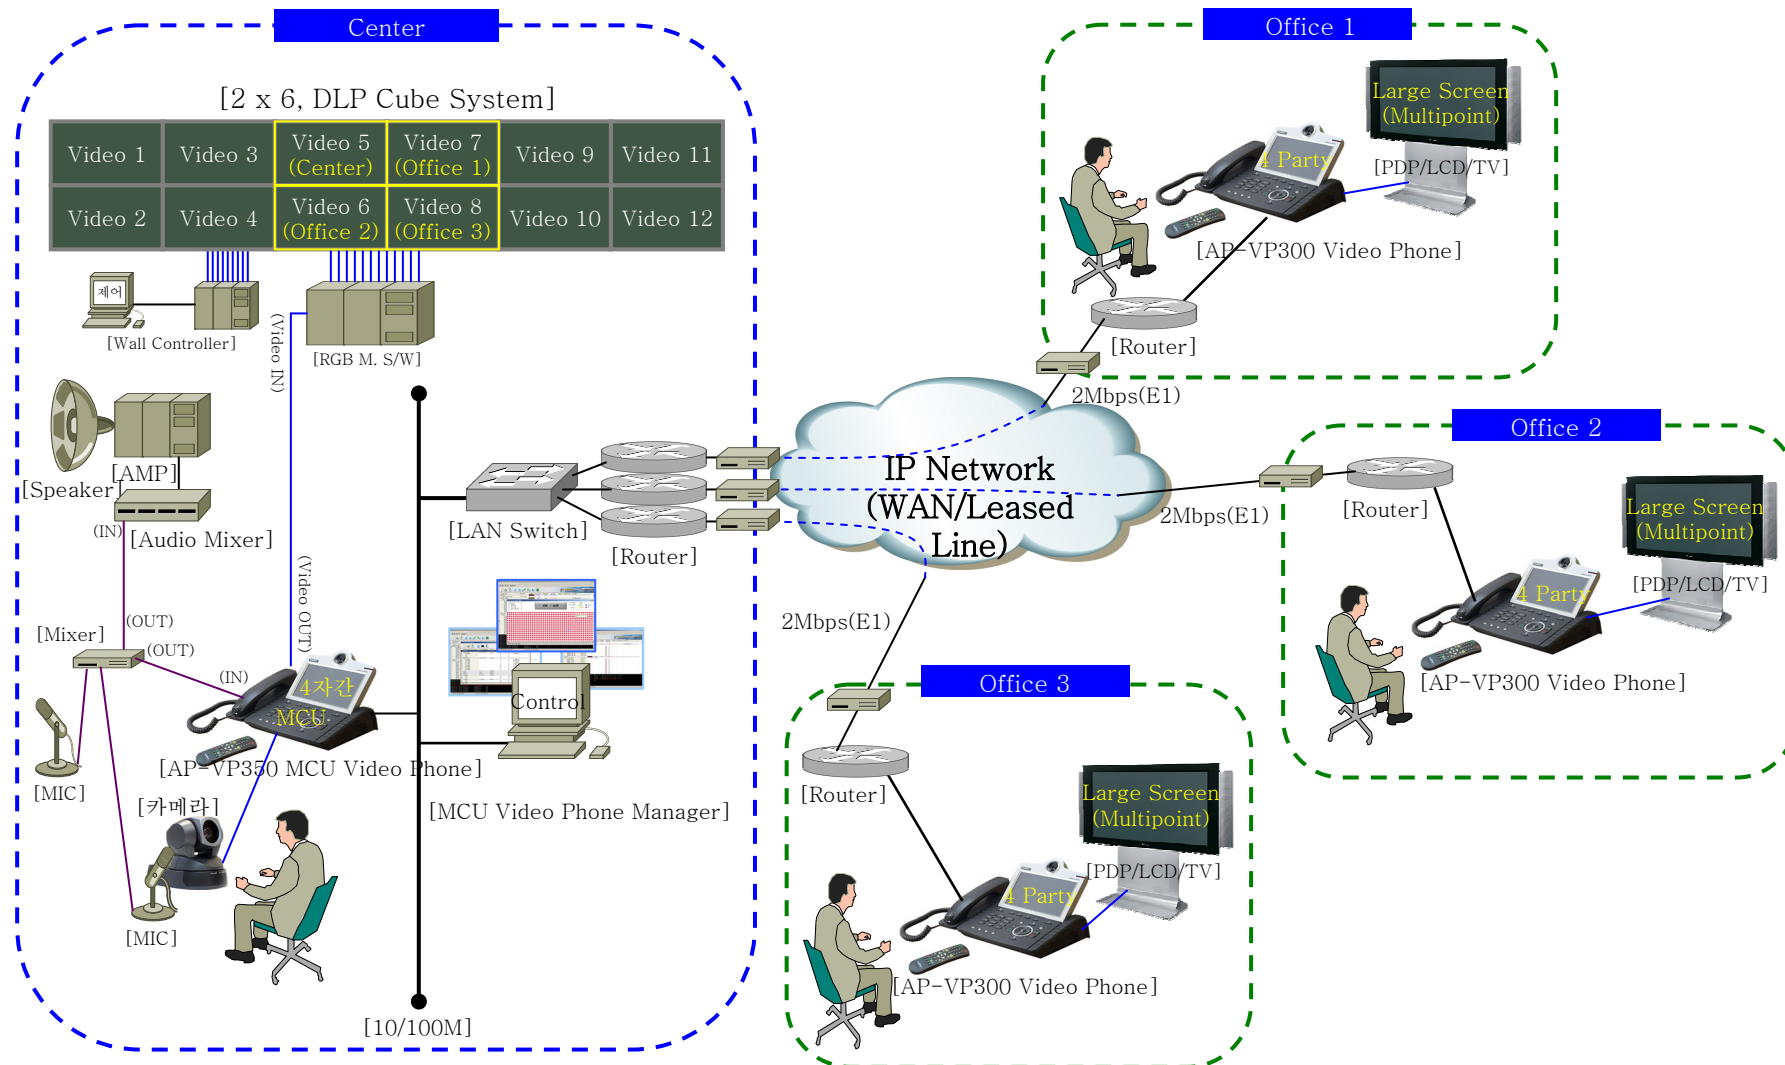 Center
[2 x 6, DLP Cube System]
Video 1
Video 3
Video 5
(Center)
Video 7
(Office 1)
Video 9
Video 11
Video 2
Video 4
Video 6
(Office 2)
Video 8
(Office 3)
Video 10
Video 12
제어
[Wall Controller]
(Video IN)
[RGB M. S/W]
[AMP]
[Speaker]
(IN)
[Audio Mixer]
(Video OUT)
(OUT)
[Mixer]
(OUT)
(IN)
4자간
MCU
[AP-VP350 MCU Video Phone]
[MIC]
[카메라]
[MIC]
[LAN Switch]
[Router]
Control
[MCU Video Phone Manager]
[10/100M]
IP Network
(WAN/Leased
Line)
Office 1
Large Screen
(Multipoint)
4 Party
[PDP/LCD/TV]
[AP-VP300 Video Phone]
[Router]
2Mbps(E1)
Office 2
2Mbps(E1)
[Router]
Large Screen
(Multipoint)
4 Party
[PDP/LCD/TV]
[AP-VP300 Video Phone]
2Mbps(E1)
Office 3
[Router]
Large Screen
(Multipoint)
4 Party
[PDP/LCD/TV]
[AP-VP300 Video Phone]